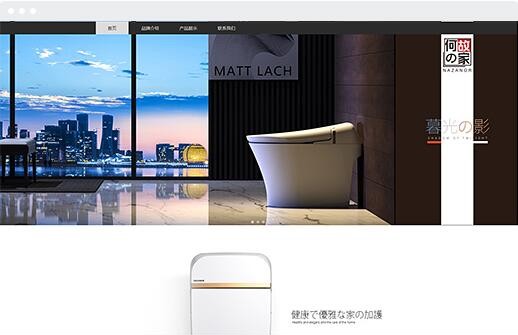 首页 品牌介绍 产品展示 联系我们
MATT LACH
何故の家
NAZANOR
暮光の影
SHADOW OF TWILIGHT
健康で優雅な家の加護
Healthy and elegant and the care of the home